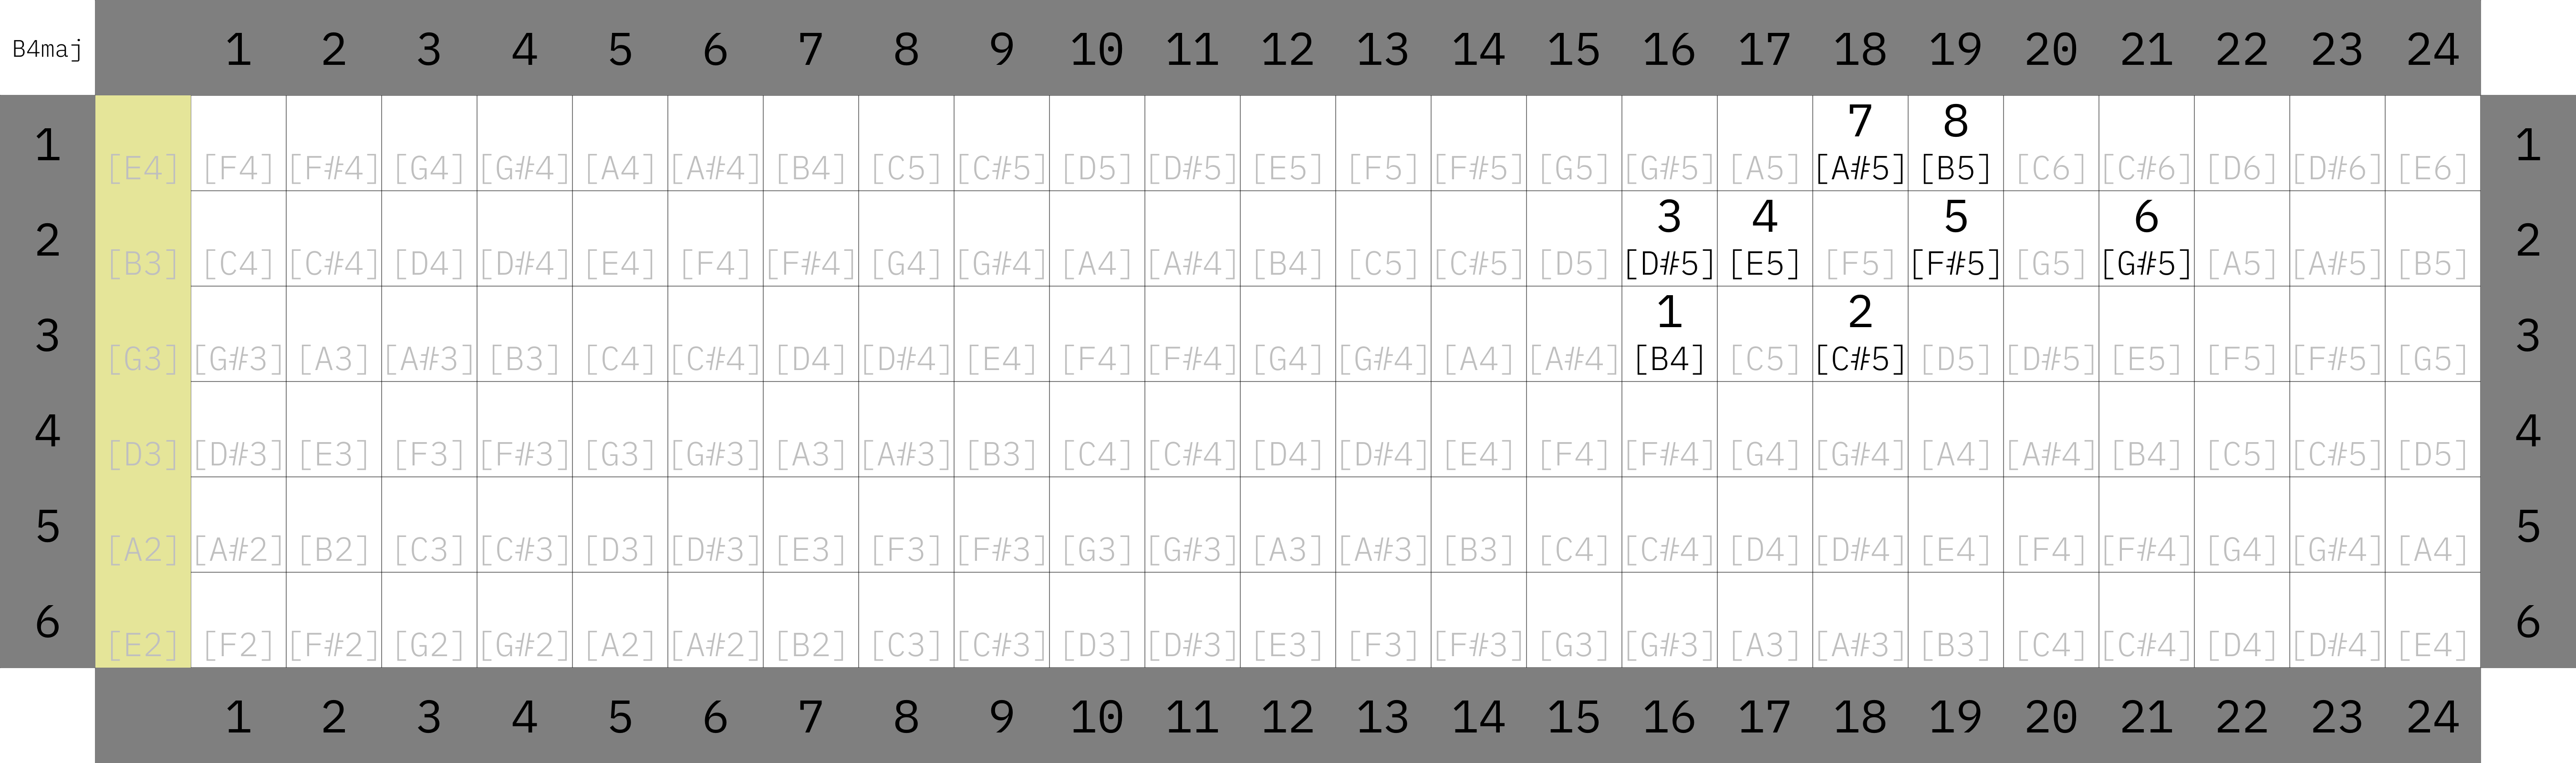 B4maj 1 2 3 4 5 6 7 8 9 10 11 12 13 14 15 16 17 18 19 20 21 22 23 24
7 8
1 [E4] [F4] [F#4] [G4] [G#4] [A4] [A#4] [B4] [C5] [C#5] [D5] [D#5] [E5] [F5] [F#5] [G5] [G#5] [A5] [A#5] [B5] [C6] [C#6] [D6] [D#6] [E6] 1
3 4 5 6
2 [B3] [C4] [C#4] [D4] [D#4] [E4] [F4] [F#4] [G4] [G#4] [A4] [A#4] [B4] [C5] [C#5] [D5] [D#5] [E5] [F5] [F#5] [G5] [G#5] [A5] [A#5] [B5] 2
1 2
3 [G3] [G#3] [A3] [A#3] [B3] [C4] [C#4] [D4] [D#4] [E4] [F4] [F#4] [G4] [G#4] [A4] [A#4] [B4] [C5] [C#5] [D5] [D#5] [E5] [F5] [F#5] [G5] 3
4 [D3] [D#3] [E3] [F3] [F#3] [G3] [G#3] [A3] [A#3] [B3] [C4] [C#4] [D4] [D#4] [E4] [F4] [F#4] [G4] [G#4] [A4] [A#4] [B4] [C5] [C#5] [D5] 4
5 [A2] [A#2] [B2] [C3] [C#3] [D3] [D#3] [E3] [F3] [F#3] [G3] [G#3] [A3] [A#3] [B3] [C4] [C#4] [D4] [D#4] [E4] [F4] [F#4] [G4] [G#4] [A4] 5
6 [E2] [F2] [F#2] [G2] [G#2] [A2] [A#2] [B2] [C3] [C#3] [D3] [D#3] [E3] [F3] [F#3] [G3] [G#3] [A3] [A#3] [B3] [C4] [C#4] [D4] [D#4] [E4] 6
1 2 3 4 5 6 7 8 9 10 11 12 13 14 15 16 17 18 19 20 21 22 23 24